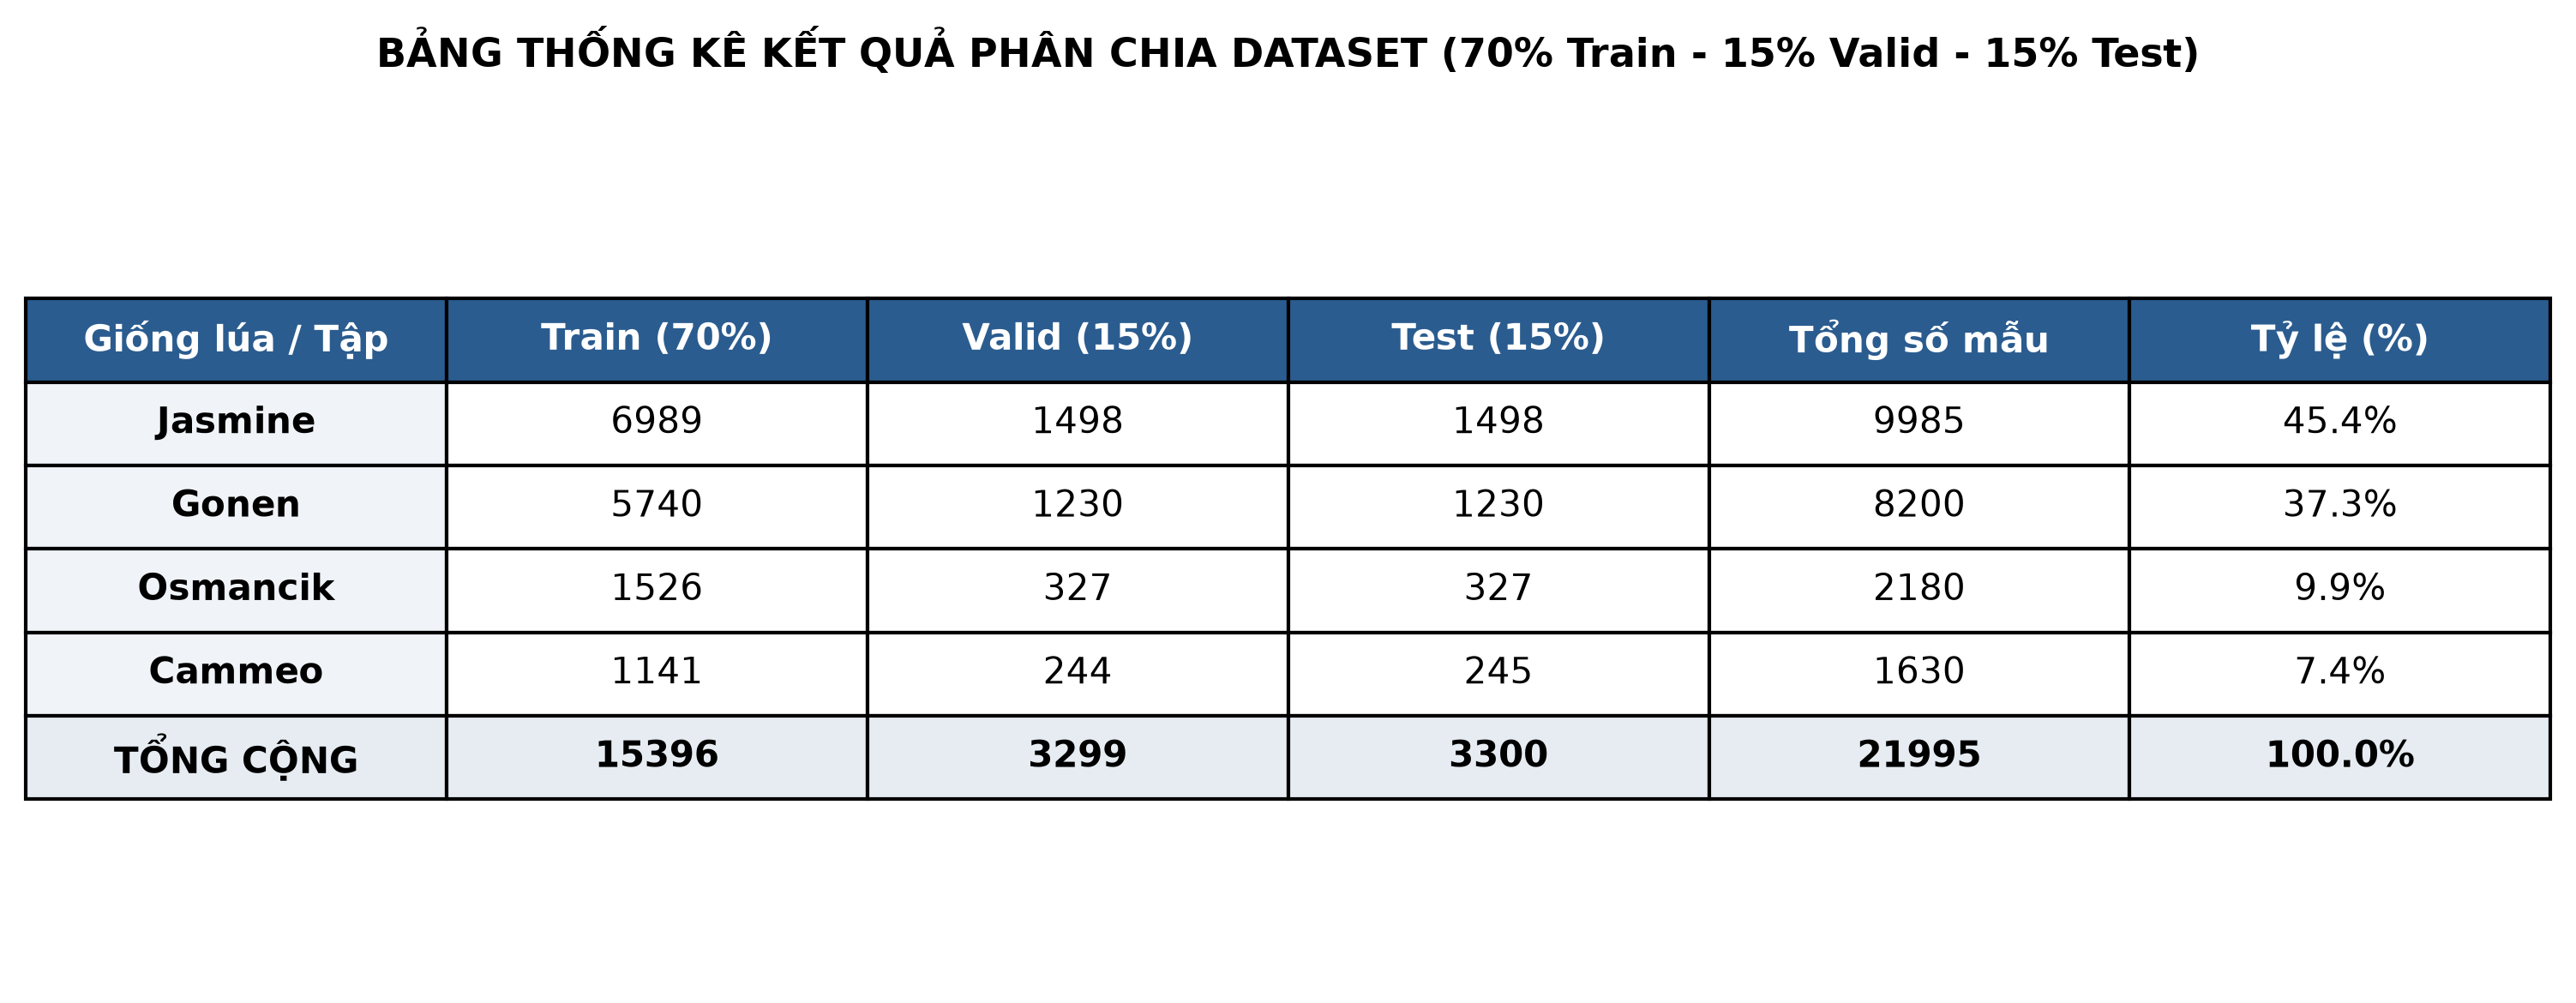 BẢNG THỐNG KÊ KẾT QUẢ PHÂN CHIA DATASET (70% Train - 15% Valid - 15% Test)
Giống lúa / Tập Train (70%) Valid (15%) Test (15%) Tổng số mẫu Tỷ lệ (%)
Jasmine 6989 1498 1498 9985 45.4%
Gonen 5740 1230 1230 8200 37.3%
Osmancik 1526 327 327 2180 9.9%
Cammeo 1141 244 245 1630 7.4%
TỔNG CỘNG 15396 3299 3300 21995 100.0%